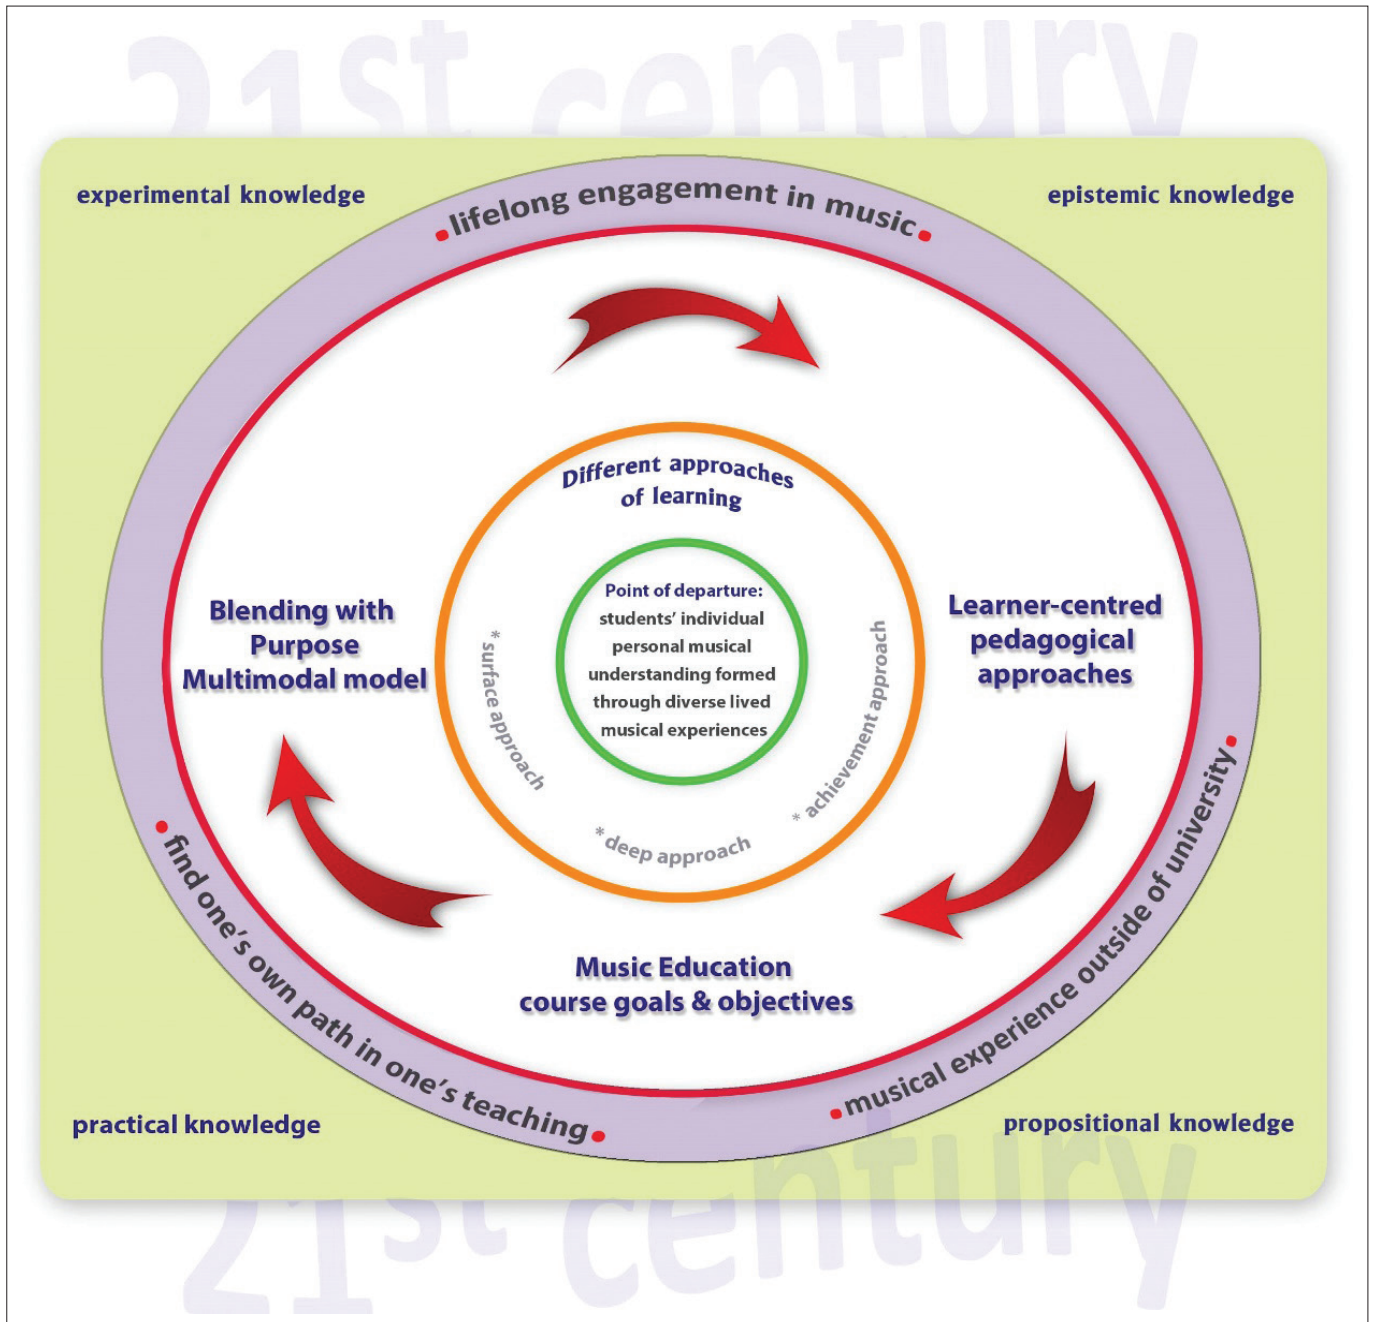 21st century
experimental knowledge
epistemic knowledge
lifelong engagement in music
Different approaches
of learning
Point of departure:
students' individual
personal musical
understanding formed
through diverse lived
musical experiences
* surface approach
* deep approach
* achievement approach
Blending with
Purpose
Multimodal model
Learner-centred
pedagogical
approaches
Music Education
course goals & objectives
find one's own path in one's teaching
musical experience outside of university
practical knowledge
propositional knowledge
21st century